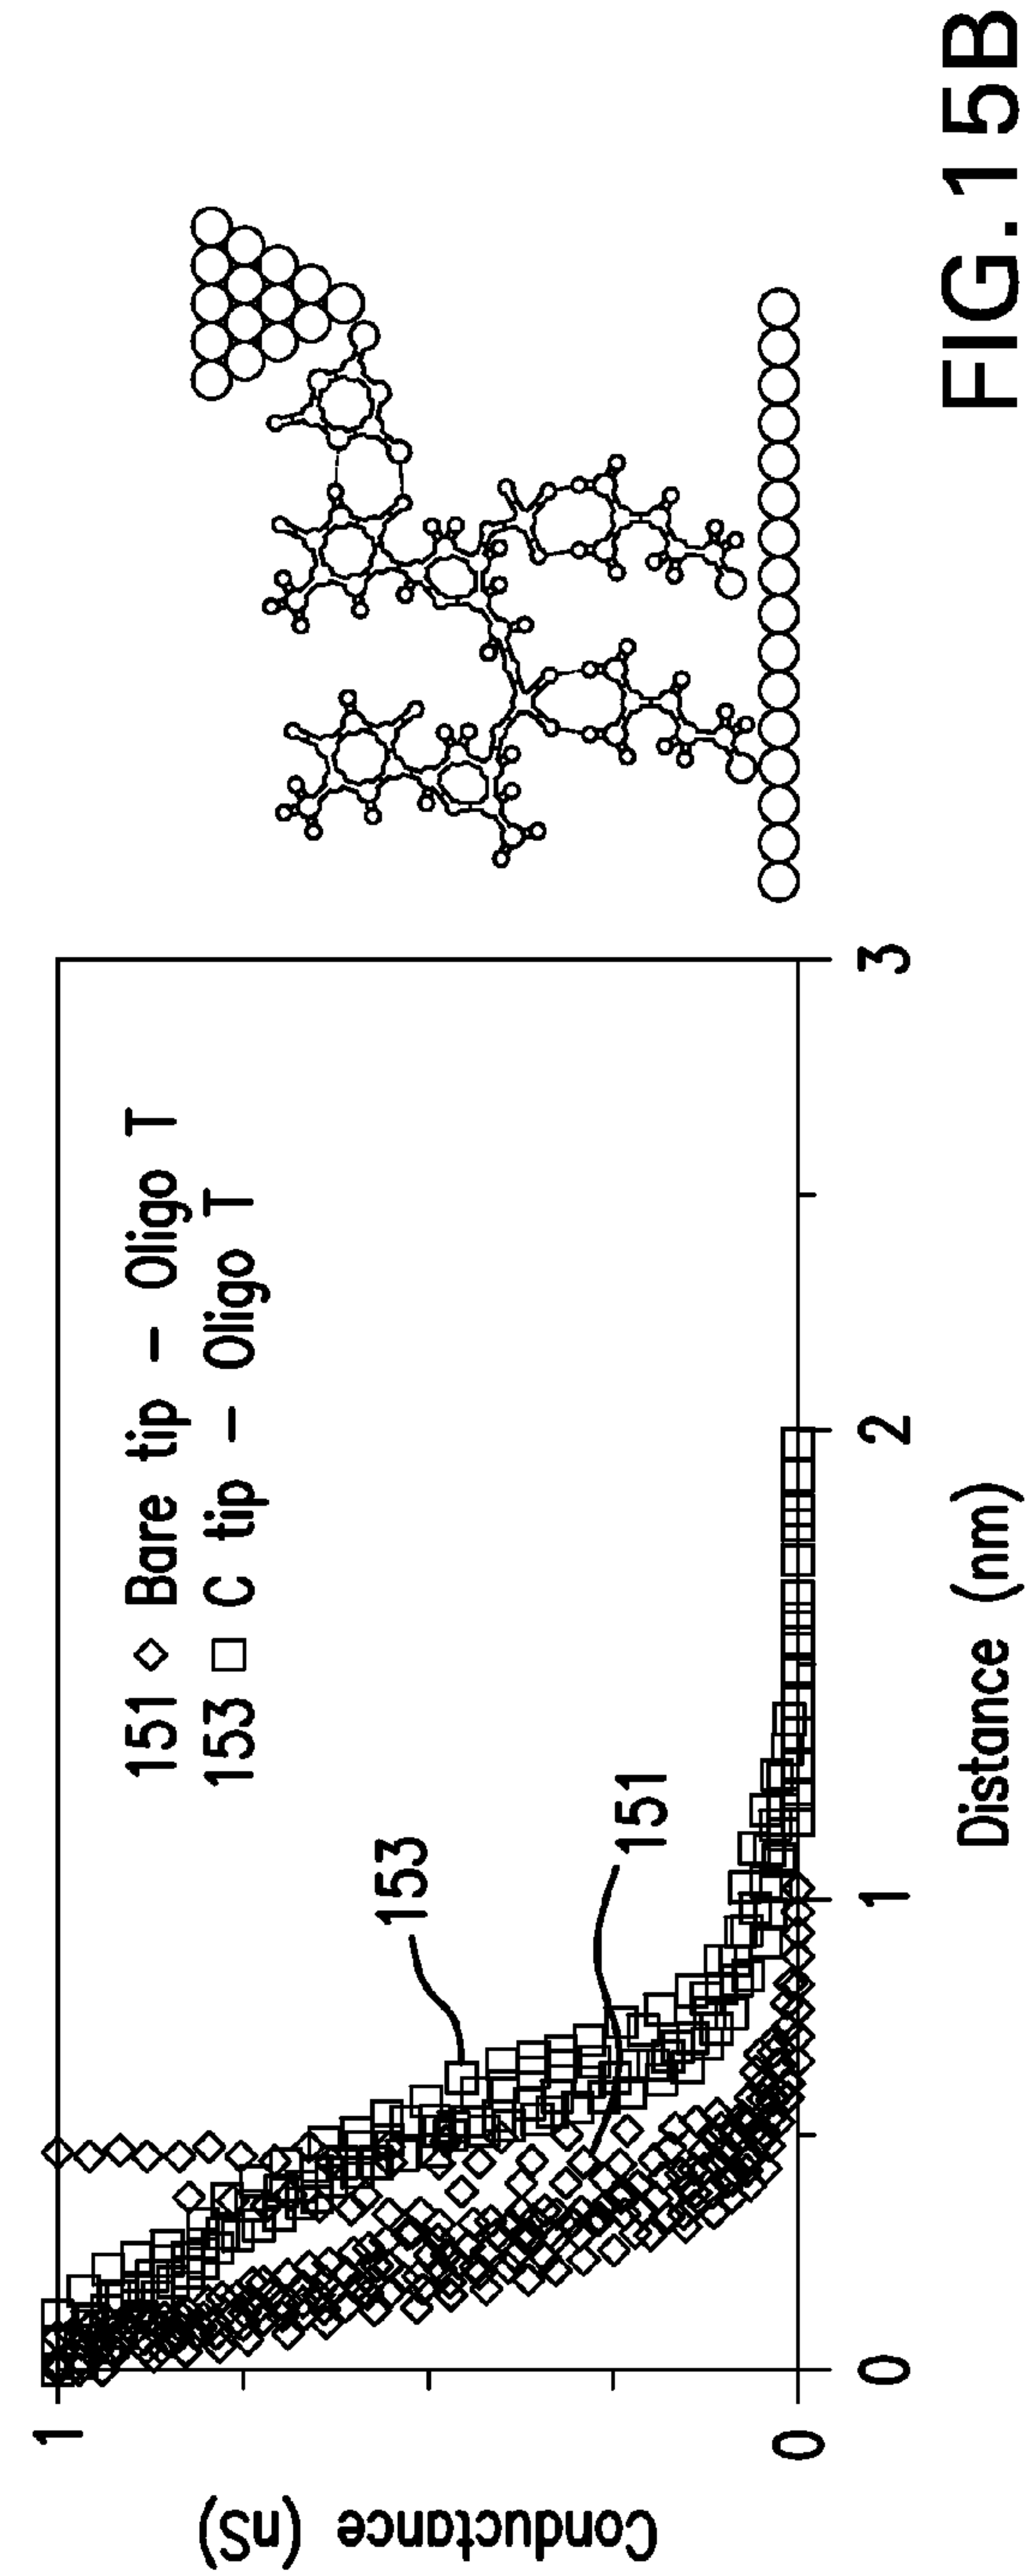 151 ◇ Bare tip – Oligo T
153 □ C tip – Oligo T
153
151
1
0
Conductance (nS)
0
1
2
3
Distance (nm)
FIG.15B